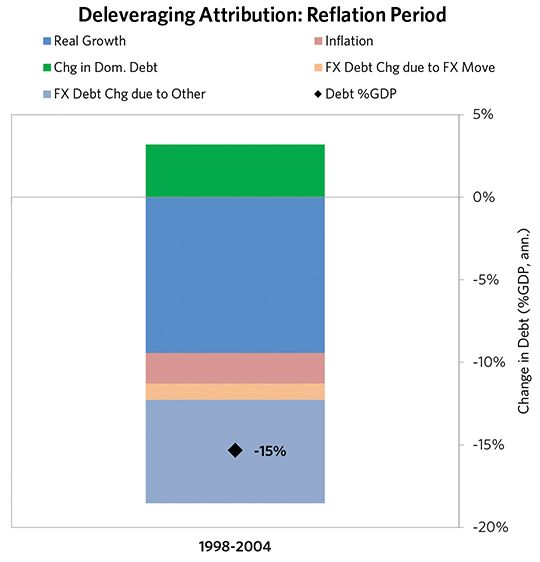 Deleveraging Attribution: Reflation Period
Real Growth
Inflation
Chg in Dom. Debt
FX Debt Chg due to FX Move
FX Debt Chg due to Other
Debt %GDP
5%
0%
-5%
-10%
-15%
-20%
Change in Debt (%GDP, ann.)
-15%
1998-2004